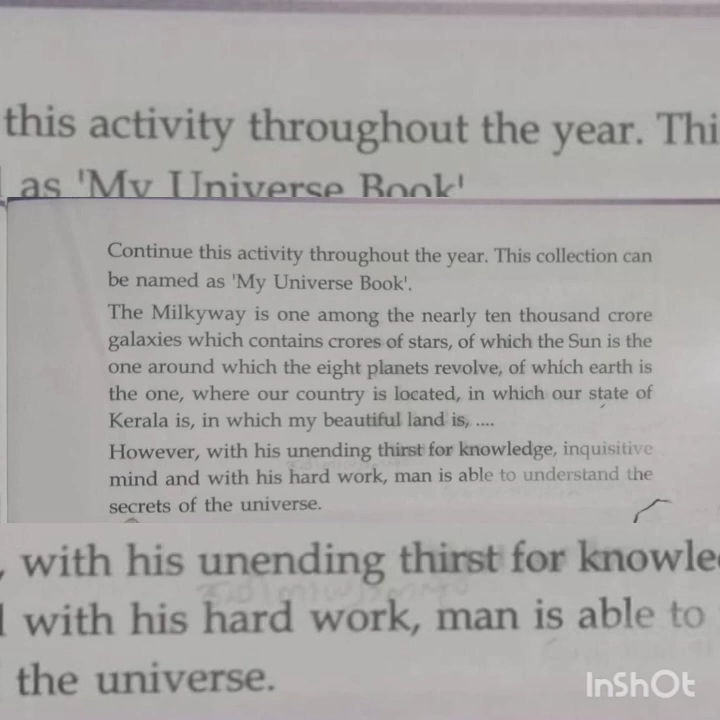 this activity throughout the year. Thi
as 'My Universe Book'
Continue this activity throughout the year. This collection can
be named as 'My Universe Book'.
The Milkyway is one among the nearly ten thousand crore
galaxies which contains crores of stars, of which the Sun is the
one around which the eight planets revolve, of which earth is
the one, where our country is located, in which our state of
Kerala is, in which my beautiful land is, ....
However, with his unending thirst for knowledge, inquisitive
mind and with his hard work, man is able to understand the
secrets of the universe.
, with his unending thirst for knowle
with his hard work, man is able to
the universe.
InShOt